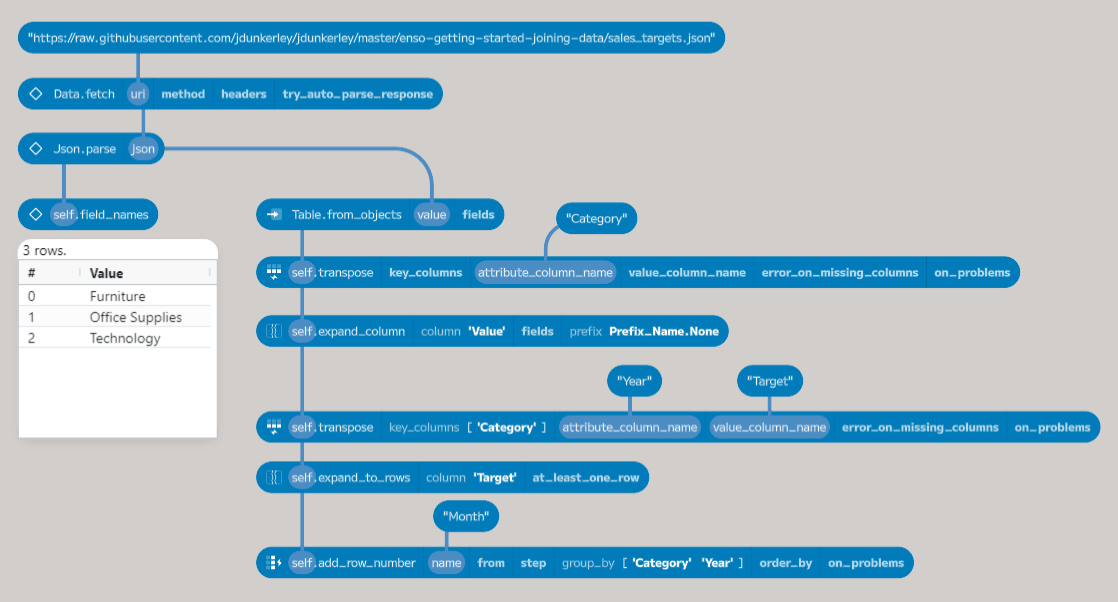 "https://raw.githubusercontent.com/jdunkerley/jdunkerley/master/enso-getting-started-joining-data/sales_targets.json"
Data.fetch uri method headers try_auto_parse_response
Json.parse json
self.field_names
3 rows.
# Value
0 Furniture
1 Office Supplies
2 Technology
Table.from_objects value fields
"Category"
self.transpose key_columns attribute_column_name value_column_name error_on_missing_columns on_problems
self.expand_column column 'Value' fields prefix Prefix_Name.None
"Year" "Target"
self.transpose key_columns [ 'Category' ] attribute_column_name value_column_name error_on_missing_columns on_problems
self.expand_to_rows column 'Target' at_least_one_row
"Month"
self.add_row_number name from step group_by [ 'Category' 'Year' ] order_by on_problems